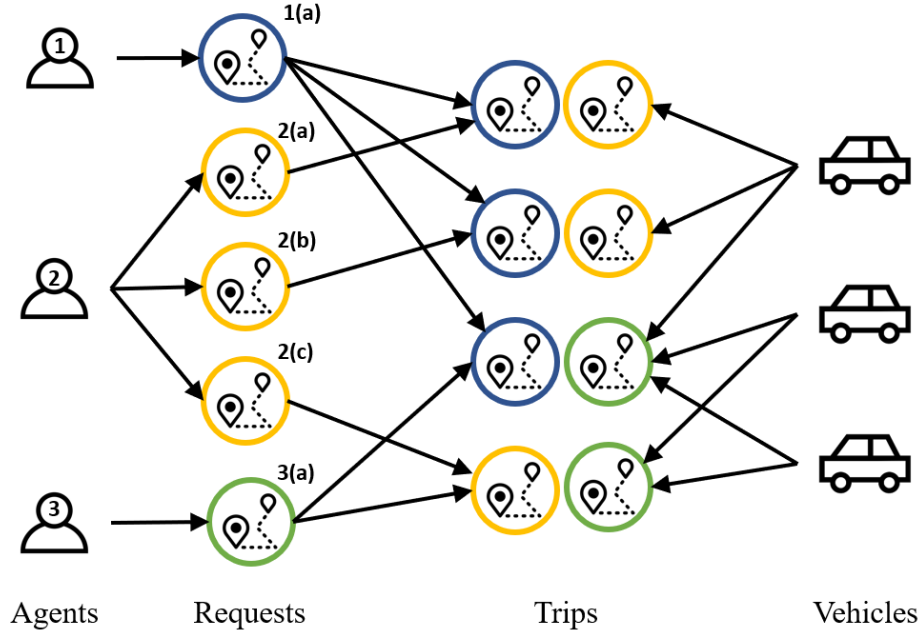 1(a)
1
2(a)
2(b)
2
2(c)
3(a)
3
Agents Requests Trips Vehicles